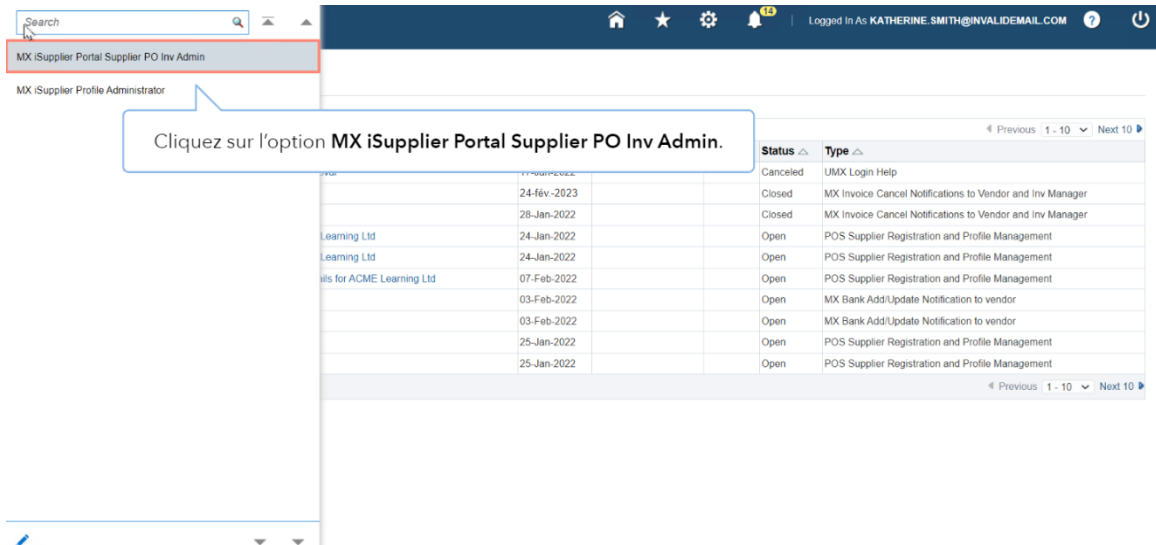 Search
14
Logged In As KATHERINE.SMITH@INVALIDEMAIL.COM
?
MX iSupplier Portal Supplier PO Inv Admin
MX iSupplier Profile Administrator
Cliquez sur l'option MX iSupplier Portal Supplier PO Inv Admin.
Previous 1 - 10 Next 10
Status Type
Canceled UMX Login Help
24-fév.-2023 Closed MX Invoice Cancel Notifications to Vendor and Inv Manager
28-Jan-2022 Closed MX Invoice Cancel Notifications to Vendor and Inv Manager
Learning Ltd 24-Jan-2022 Open POS Supplier Registration and Profile Management
Learning Ltd 24-Jan-2022 Open POS Supplier Registration and Profile Management
ils for ACME Learning Ltd 07-Feb-2022 Open POS Supplier Registration and Profile Management
03-Feb-2022 Open MX Bank Add/Update Notification to vendor
03-Feb-2022 Open MX Bank Add/Update Notification to vendor
25-Jan-2022 Open POS Supplier Registration and Profile Management
25-Jan-2022 Open POS Supplier Registration and Profile Management
Previous 1 - 10 Next 10